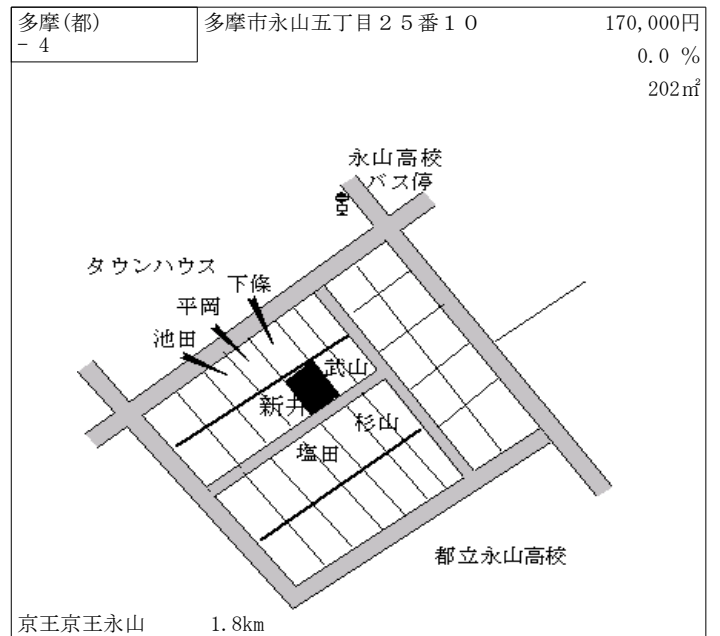 多摩(都)
－ 4
多摩市永山五丁目２５番１０
170,000円
0.0 %
202㎡
永山高校
バス停
タウンハウス
下條
平岡
池田
武山
新井
杉山
塩田
都立永山高校
京王京王永山 1.8km